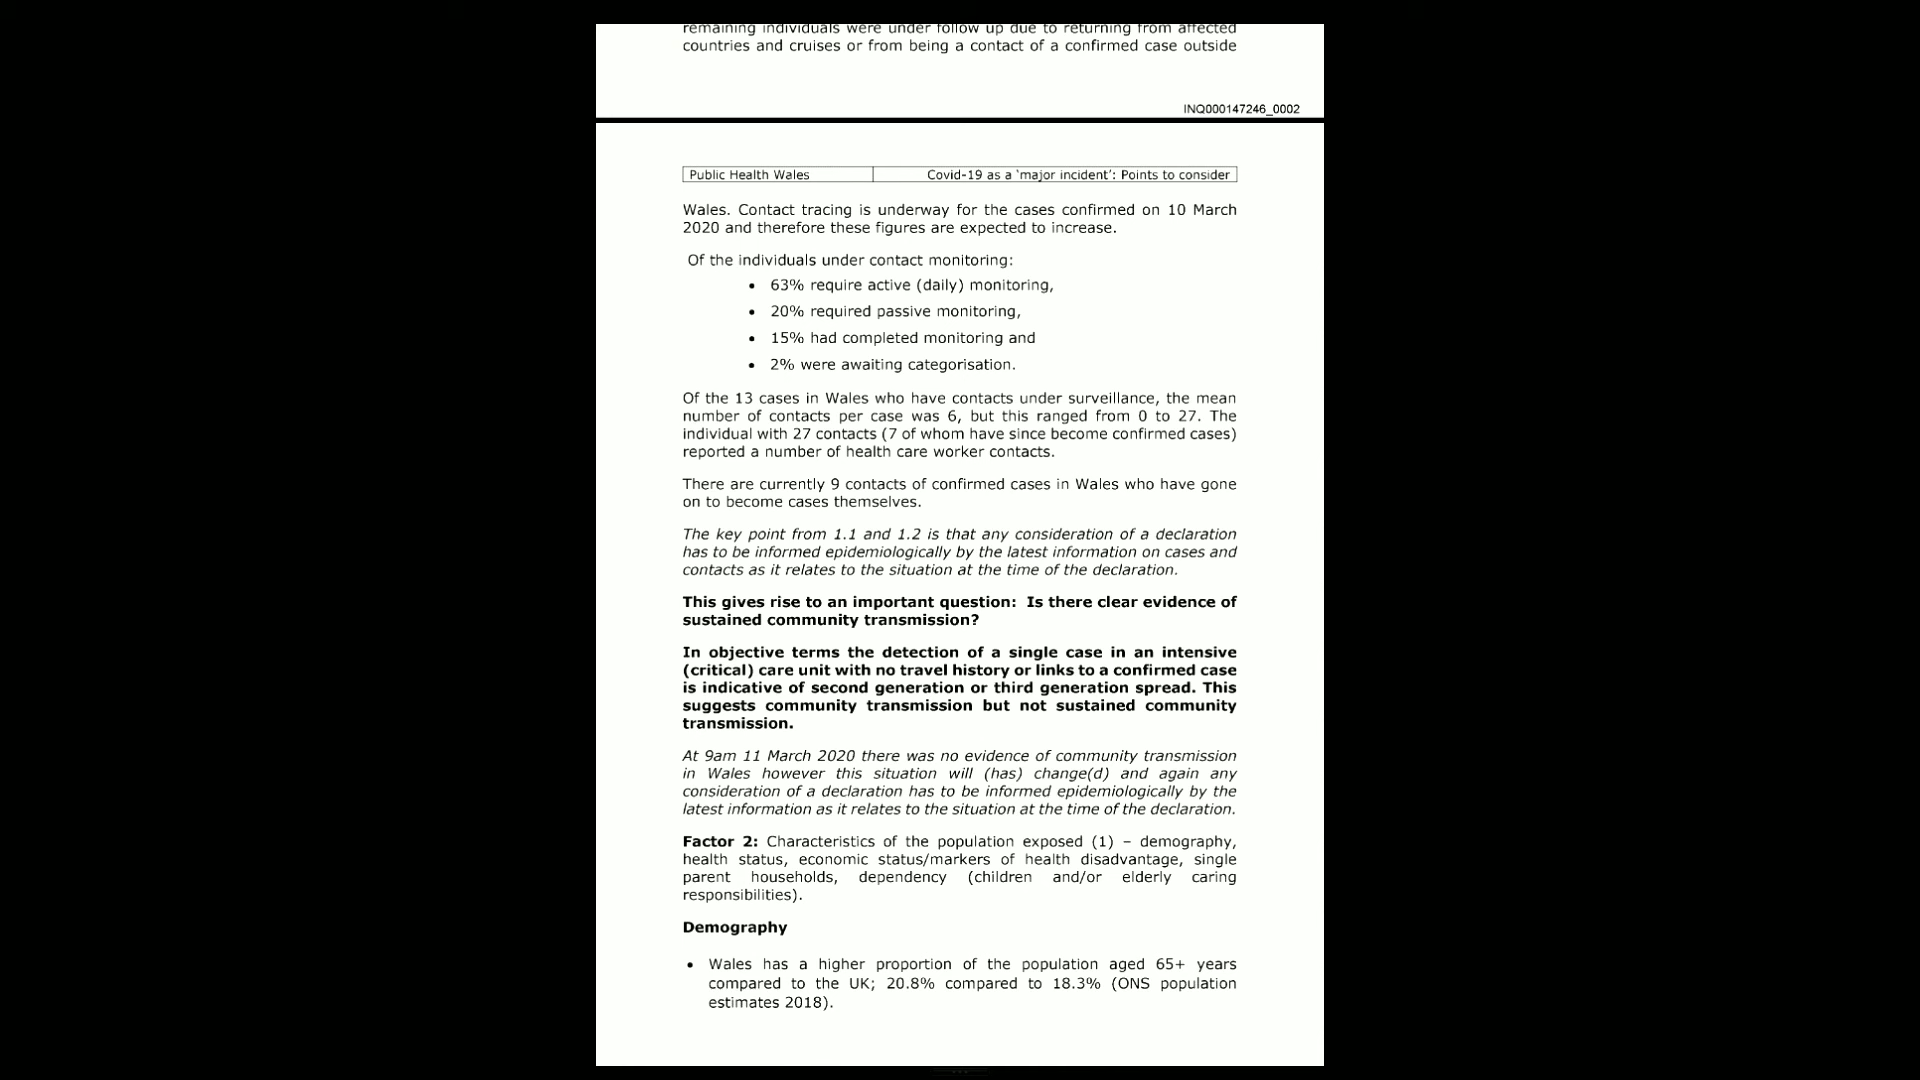 remaining individuals were under follow up due to returning from affected
countries and cruises or from being a contact of a confirmed case outside
INQ000147246_0002
Public Health Wales Covid-19 as a 'major incident': Points to consider
Wales. Contact tracing is underway for the cases confirmed on 10 March
2020 and therefore these figures are expected to increase.
Of the individuals under contact monitoring:
• 63% require active (daily) monitoring,
• 20% required passive monitoring,
• 15% had completed monitoring and
• 2% were awaiting categorisation.
Of the 13 cases in Wales who have contacts under surveillance, the mean
number of contacts per case was 6, but this ranged from 0 to 27. The
individual with 27 contacts (7 of whom have since become confirmed cases)
reported a number of health care worker contacts.
There are currently 9 contacts of confirmed cases in Wales who have gone
on to become cases themselves.
The key point from 1.1 and 1.2 is that any consideration of a declaration
has to be informed epidemiologically by the latest information on cases and
contacts as it relates to the situation at the time of the declaration.
This gives rise to an important question: Is there clear evidence of
sustained community transmission?
In objective terms the detection of a single case in an intensive
(critical) care unit with no travel history or links to a confirmed case
is indicative of second generation or third generation spread. This
suggests community transmission but not sustained community
transmission.
At 9am 11 March 2020 there was no evidence of community transmission
in Wales however this situation will (has) change(d) and again any
consideration of a declaration has to be informed epidemiologically by the
latest information as it relates to the situation at the time of the declaration.
Factor 2: Characteristics of the population exposed (1) – demography,
health status, economic status/markers of health disadvantage, single
parent households, dependency (children and/or elderly caring
responsibilities).
Demography
• Wales has a higher proportion of the population aged 65+ years
compared to the UK; 20.8% compared to 18.3% (ONS population
estimates 2018).